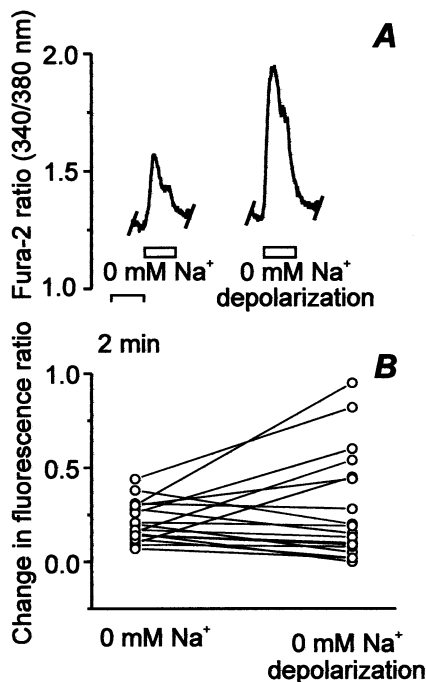 A
Fura-2 ratio (340/380 nm)
2.0
1.5
1.0
0 mM Na⁺
0 mM Na⁺
depolarization
2 min
B
Change in fluorescence ratio
1.0
0.5
0.0
0 mM Na⁺
0 mM Na⁺
depolarization